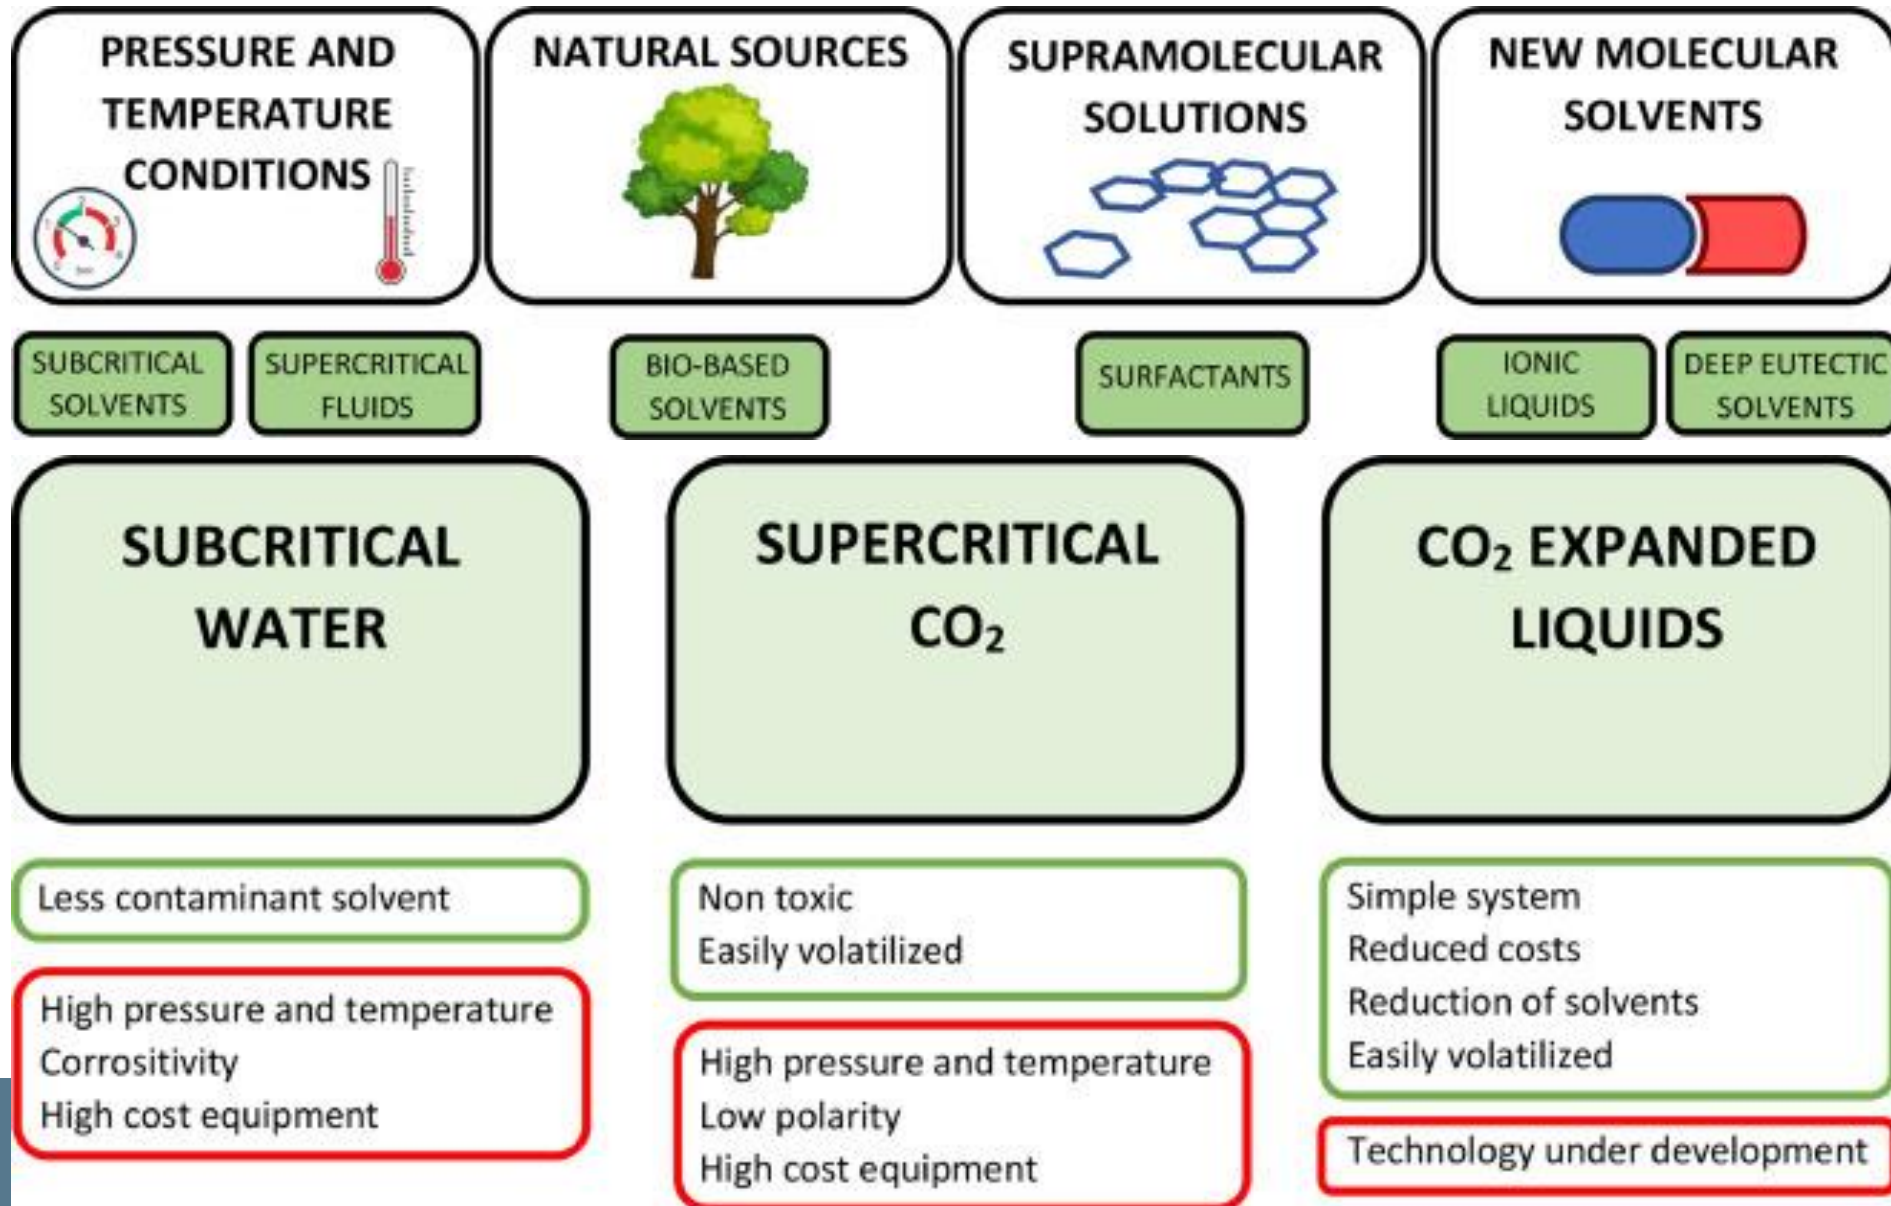 PRESSURE AND
TEMPERATURE
CONDITIONS
NATURAL SOURCES
SUPRAMOLECULAR
SOLUTIONS
NEW MOLECULAR
SOLVENTS
SUBCRITICAL
SOLVENTS
SUPERCRITICAL
FLUIDS
BIO-BASED
SOLVENTS
SURFACTANTS
IONIC
LIQUIDS
DEEP EUTECTIC
SOLVENTS
SUBCRITICAL
WATER
SUPERCRITICAL
CO₂
CO₂ EXPANDED
LIQUIDS
Less contaminant solvent
High pressure and temperature
Corrositivity
High cost equipment
Non toxic
Easily volatilized
High pressure and temperature
Low polarity
High cost equipment
Simple system
Reduced costs
Reduction of solvents
Easily volatilized
Technology under development